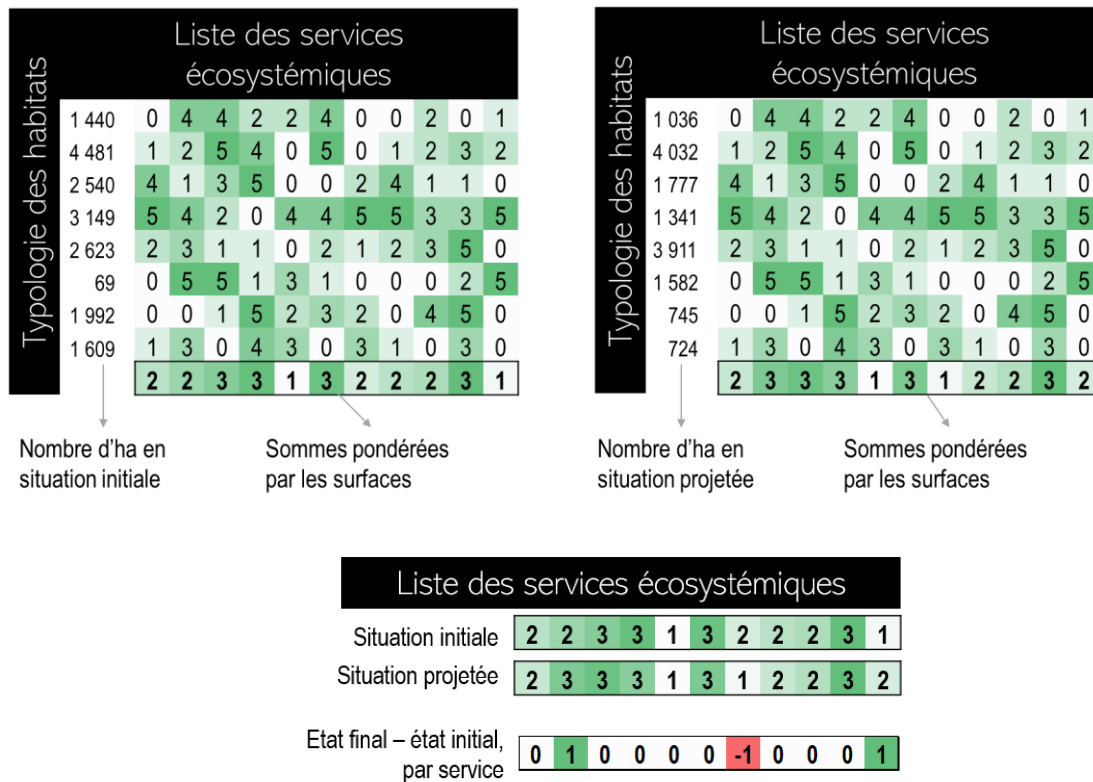 Liste des services
écosystémiques
Typologie des habitats
1 440 0 4 4 2 2 4 0 0 2 0 1
4 481 1 2 5 4 0 5 0 1 2 3 2
2 540 4 1 3 5 0 0 2 4 1 1 0
3 149 5 4 2 0 4 4 5 5 3 3 5
2 623 2 3 1 1 0 2 1 2 3 5 0
69 0 5 5 1 3 1 0 0 0 2 5
1 992 0 0 1 5 2 3 2 0 4 5 0
1 609 1 3 0 4 3 0 3 1 0 3 0
2 2 3 3 1 3 2 2 2 3 1
Nombre d'ha en
situation initiale
Sommes pondérées
par les surfaces
Liste des services
écosystémiques
Typologie des habitats
1 036 0 4 4 2 2 4 0 0 2 0 1
4 032 1 2 5 4 0 5 0 1 2 3 2
1 777 4 1 3 5 0 0 2 4 1 1 0
1 341 5 4 2 0 4 4 5 5 3 3 5
3 911 2 3 1 1 0 2 1 2 3 5 0
1 582 0 5 5 1 3 1 0 0 0 2 5
745 0 0 1 5 2 3 2 0 4 5 0
724 1 3 0 4 3 0 3 1 0 3 0
2 3 3 3 1 3 1 2 2 3 2
Nombre d'ha en
situation projetée
Sommes pondérées
par les surfaces
Liste des services écosystémiques
Situation initiale 2 2 3 3 1 3 2 2 2 3 1
Situation projetée 2 3 3 3 1 3 1 2 2 3 2
Etat final – état initial,
par service
0 1 0 0 0 0 -1 0 0 0 1